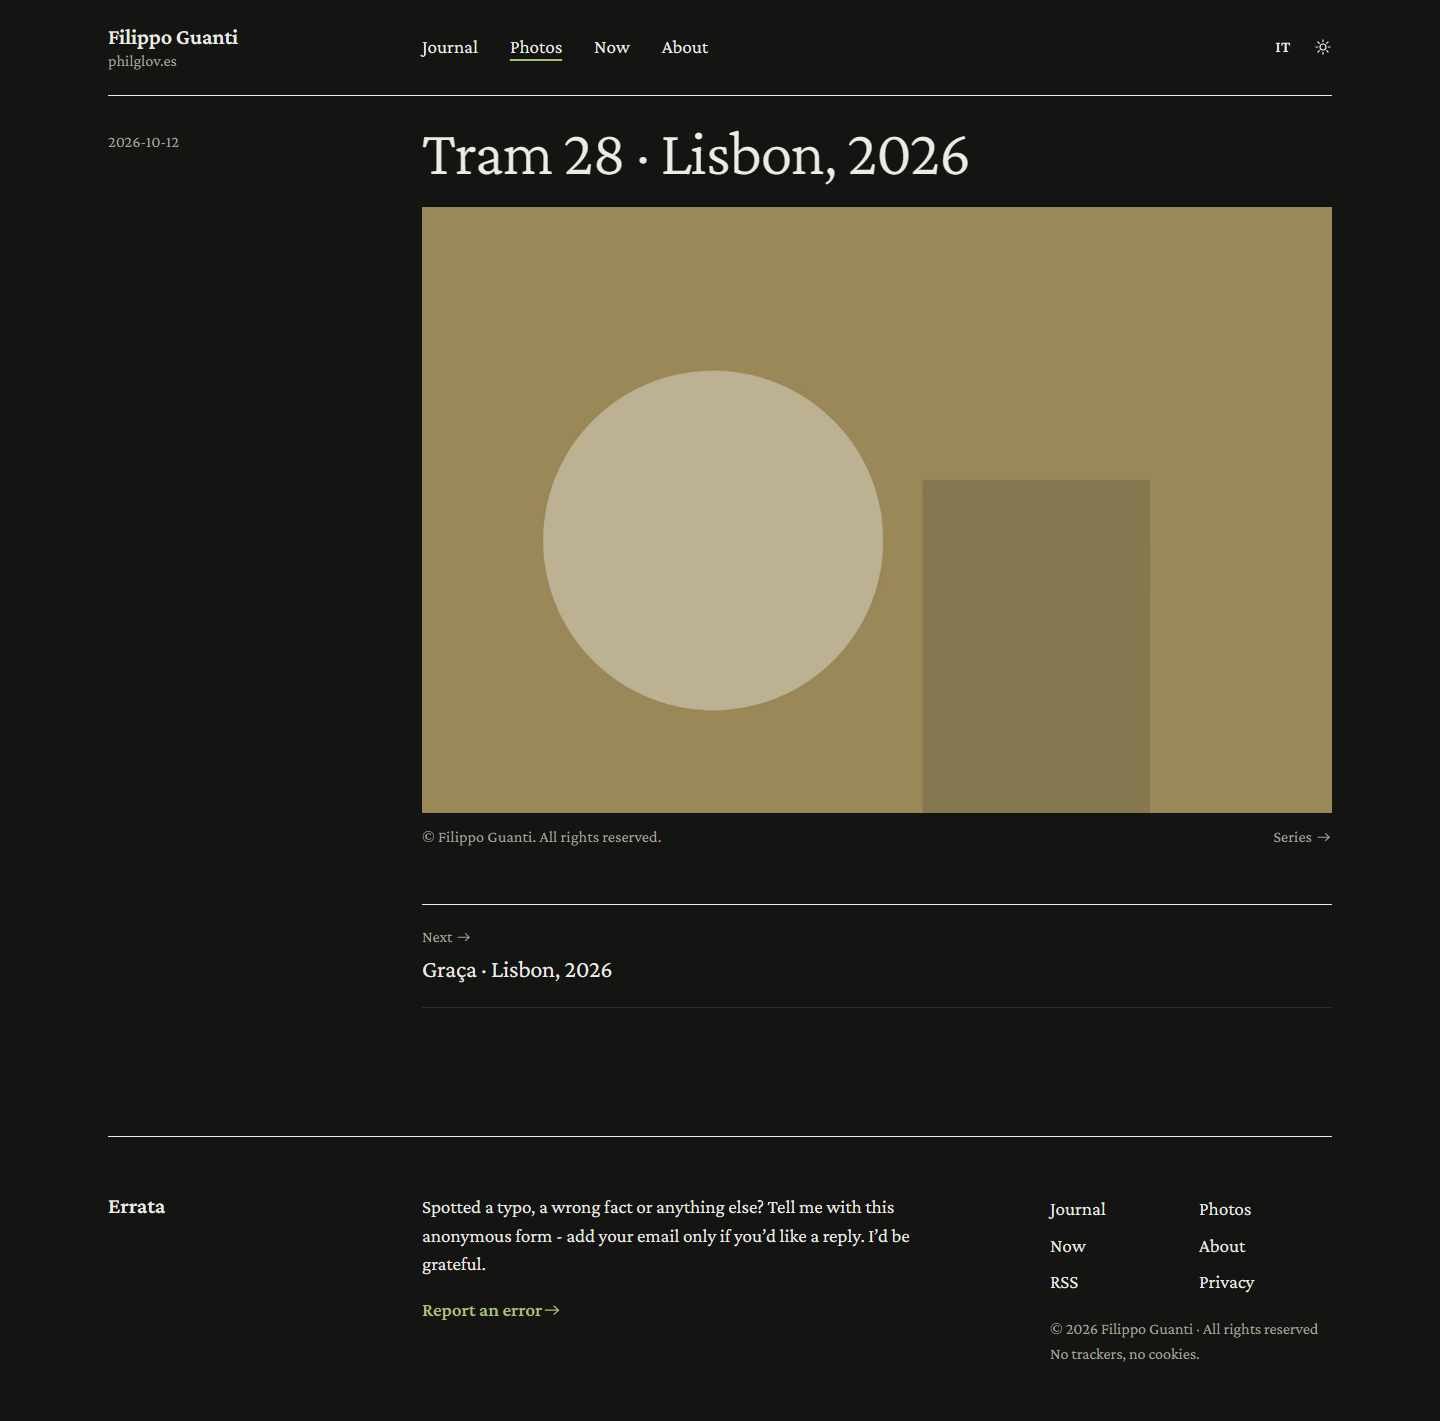 Filippo Guanti
philglov.es
Journal Photos Now About
IT
2026-10-12
Tram 28 · Lisbon, 2026
© Filippo Guanti. All rights reserved.
Series →
Next →
Graça · Lisbon, 2026
Errata
Spotted a typo, a wrong fact or anything else? Tell me with this
anonymous form - add your email only if you’d like a reply. I’d be
grateful.
Report an error→
Journal Photos
Now About
RSS Privacy
© 2026 Filippo Guanti · All rights reserved
No trackers, no cookies.